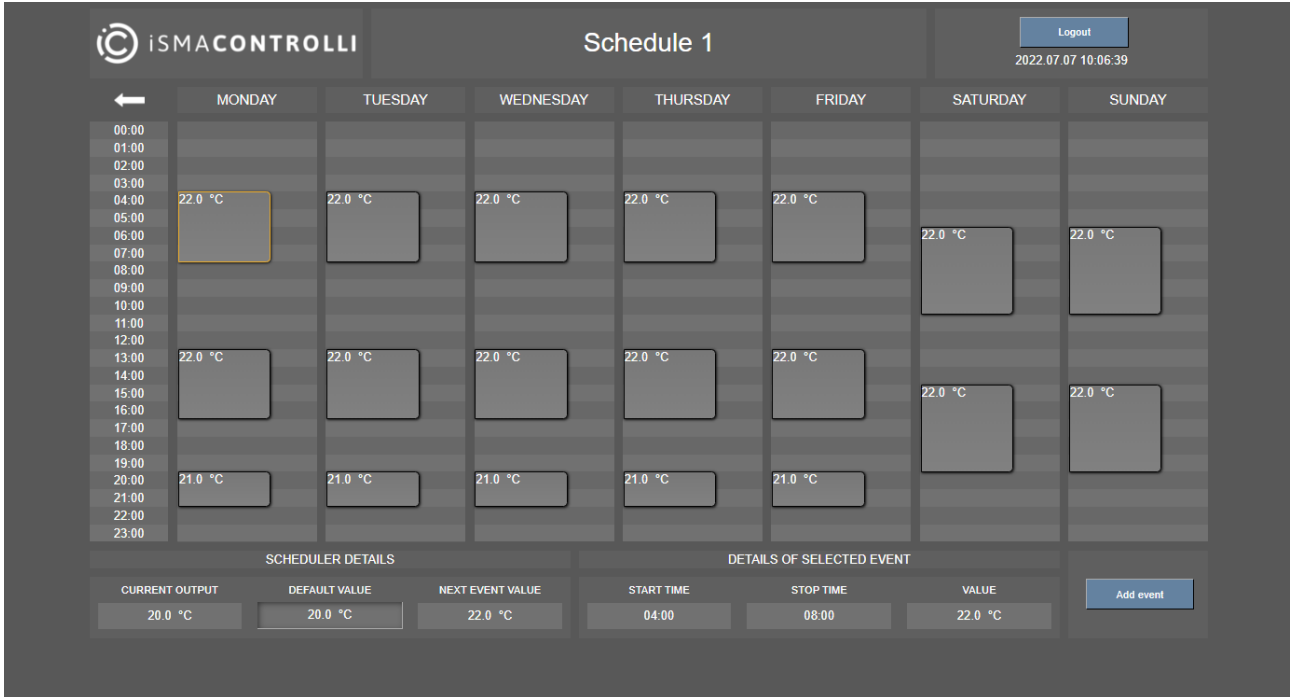 iSMACONTROLLI
Schedule 1
Logout
2022.07.07 10:06:39
MONDAY TUESDAY WEDNESDAY THURSDAY FRIDAY SATURDAY SUNDAY
00:00
01:00
02:00
03:00
04:00 22.0 °C 22.0 °C 22.0 °C 22.0 °C 22.0 °C
05:00
06:00 22.0 °C 22.0 °C
07:00
08:00
09:00
10:00
11:00
12:00
13:00 22.0 °C 22.0 °C 22.0 °C 22.0 °C 22.0 °C
14:00
15:00 22.0 °C 22.0 °C
16:00
17:00
18:00
19:00
20:00 21.0 °C 21.0 °C 21.0 °C 21.0 °C 21.0 °C
21:00
22:00
23:00
SCHEDULER DETAILS DETAILS OF SELECTED EVENT
CURRENT OUTPUT DEFAULT VALUE NEXT EVENT VALUE START TIME STOP TIME VALUE
20.0 °C 20.0 °C 22.0 °C 04:00 08:00 22.0 °C
Add event